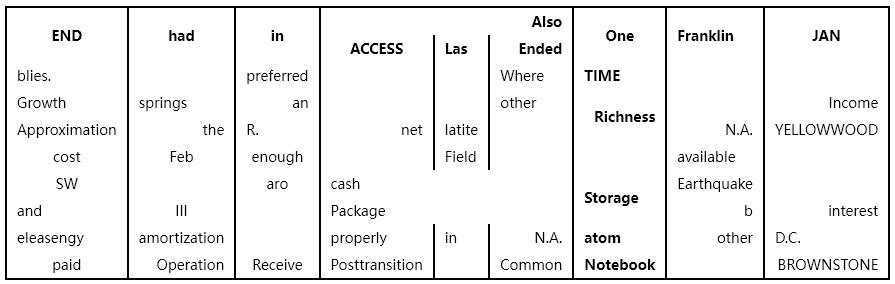 Also
END had in One Franklin JAN
ACCESS Las Ended
blies. preferred Where TIME
Growth springs an other Income
Richness
Approximation the R. net latite N.A. YELLOWWOOD
cost Feb enough Field available
SW aro cash Earthquake
Storage
and III Package b interest
eleasengy amortization properly in N.A. atom other D.C.
paid Operation Receive Posttransition Common Notebook BROWNSTONE